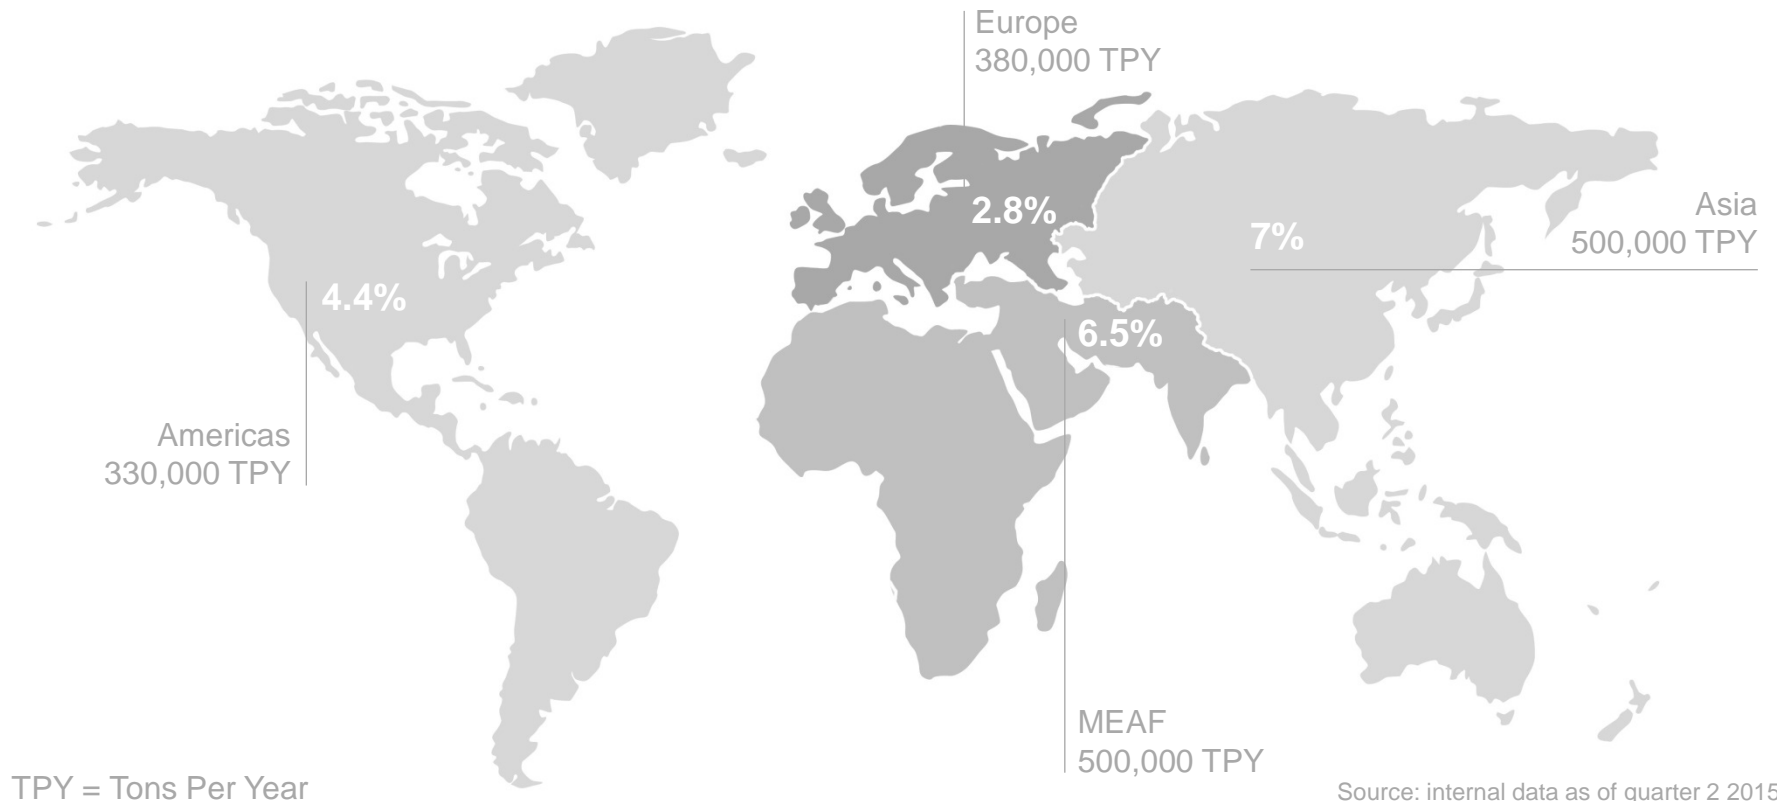 Europe
380,000 TPY
2.8%
7%
Asia
500,000 TPY
4.4%
6.5%
Americas
330,000 TPY
MEAF
500,000 TPY
TPY = Tons Per Year
Source: internal data as of quarter 2 2015